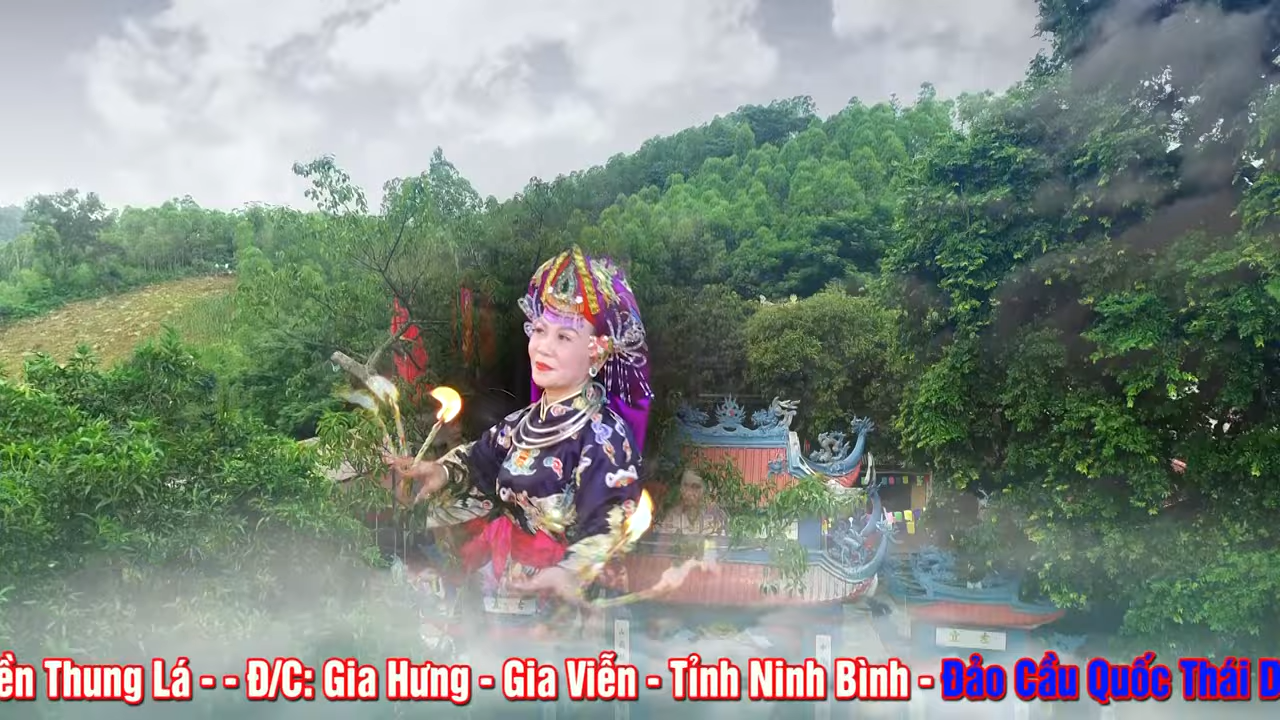 ền Thung Lá - - Đ/C: Gia Hưng - Gia Viễn - Tỉnh Ninh Bình - Đảo Cầu Quốc Thái D